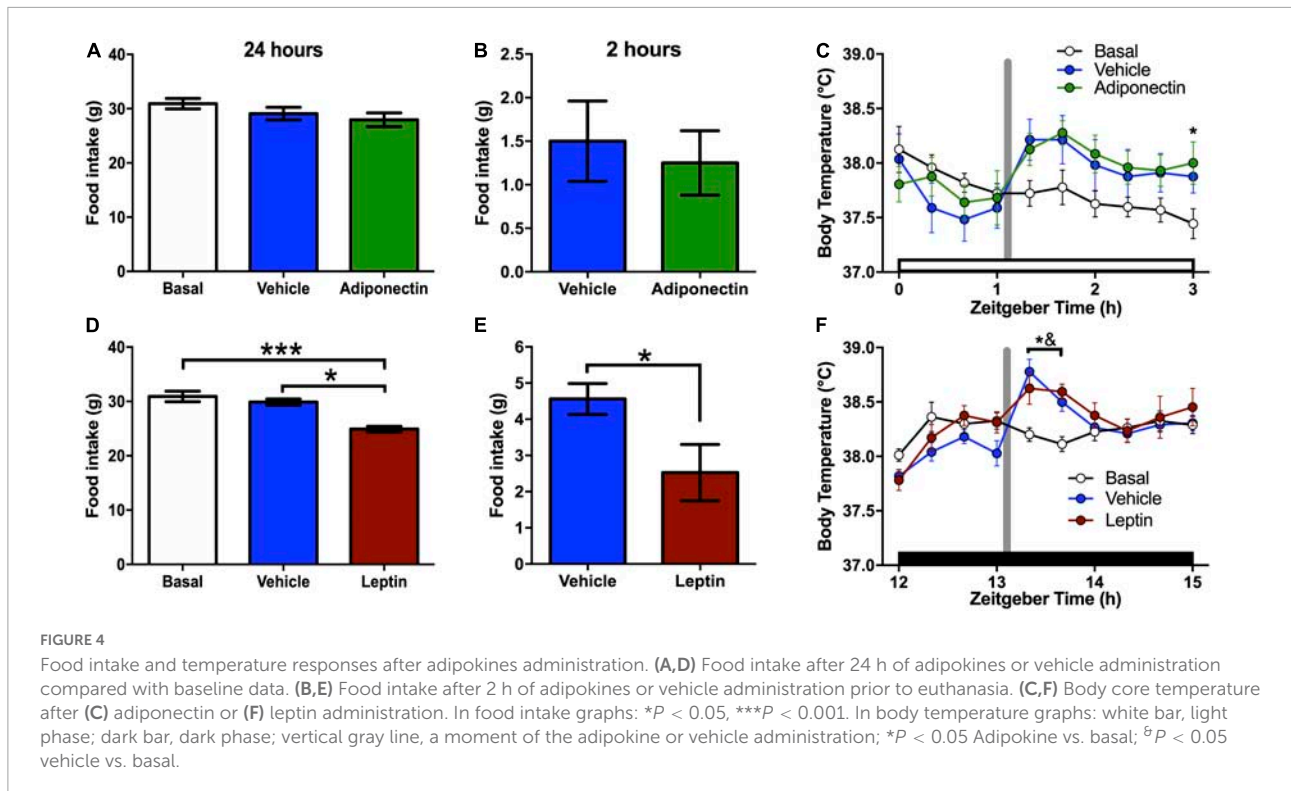 A
24 hours
Food intake (g)
40
30
20
10
0
Basal
Vehicle
Adiponectin
B
2 hours
Food intake (g)
2.5
2.0
1.5
1.0
0.5
0.0
Vehicle
Adiponectin
C
Body Temperature (°C)
39.0
38.5
38.0
37.5
37.0
Basal
Vehicle
Adiponectin
*
0
1
2
3
Zeitgeber Time (h)
D
Food intake (g)
40
30
20
10
0
***
*
Basal
Vehicle
Leptin
E
Food intake (g)
6
5
4
3
2
1
0
*
Vehicle
Leptin
F
Body Temperature (°C)
39.0
38.5
38.0
37.5
37.0
*&
Basal
Vehicle
Leptin
12
13
14
15
Zeitgeber Time (h)
FIGURE 4
Food intake and temperature responses after adipokines administration. (A,D) Food intake after 24 h of adipokines or vehicle administration
compared with baseline data. (B,E) Food intake after 2 h of adipokines or vehicle administration prior to euthanasia. (C,F) Body core temperature
after (C) adiponectin or (F) leptin administration. In food intake graphs: *P < 0.05, ***P < 0.001. In body temperature graphs: white bar, light
phase; dark bar, dark phase; vertical gray line, a moment of the adipokine or vehicle administration; *P < 0.05 Adipokine vs. basal; &P < 0.05
vehicle vs. basal.